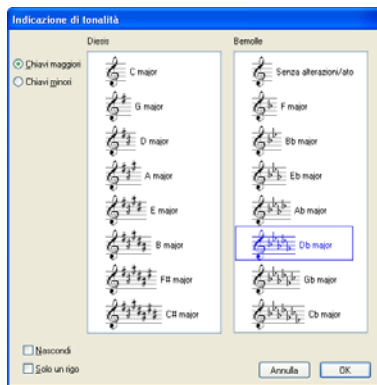 Indicazione di tonalità
Diesis
Bemolle
Chiavi maggiori
Chiavi minori
C major
G major
D major
A major
E major
B major
F# major
C# major
Senza alterazioni/ato
F major
Bb major
Eb major
Ab major
Db major
Gb major
Cb major
Nascondi
Solo un rigo
Annulla
OK